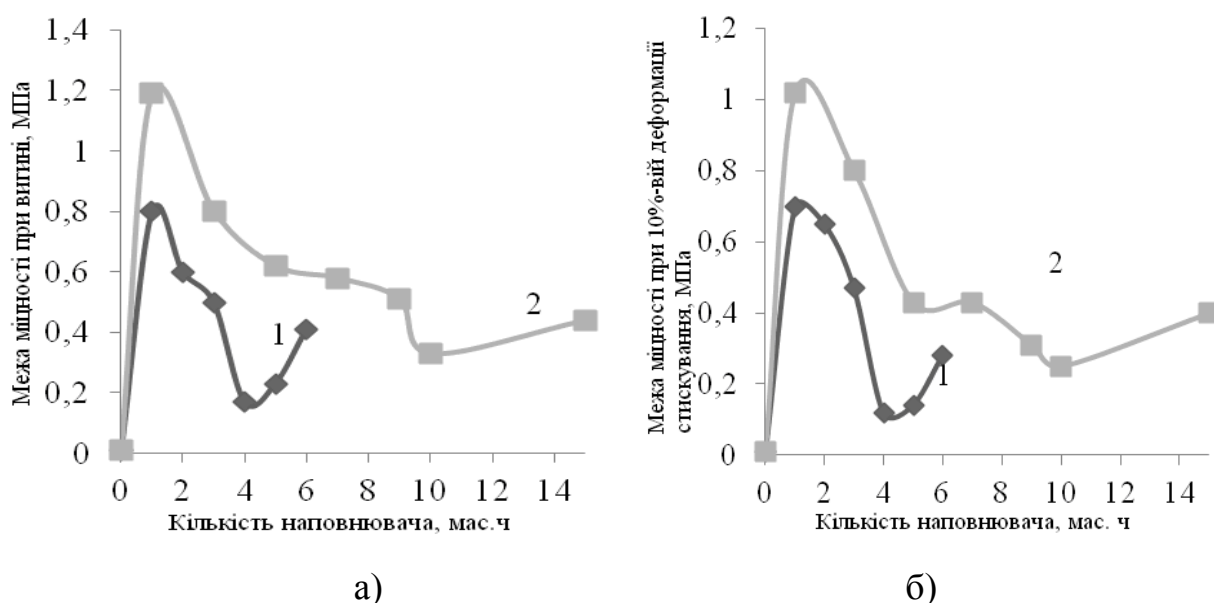 Межа міцності при вигині, МПа
1,4
1,2
1
0,8
0,6
0,4
0,2
0
1
2
0 2 4 6 8 10 12 14
Кількість наповнювача, мас.ч
а)
Межа міцності при 10%-вій деформації
стискування, МПа
1,2
1
0,8
0,6
0,4
0,2
0
2
1
0 2 4 6 8 10 12 14
Кількість наповнювача, мас. ч
б)